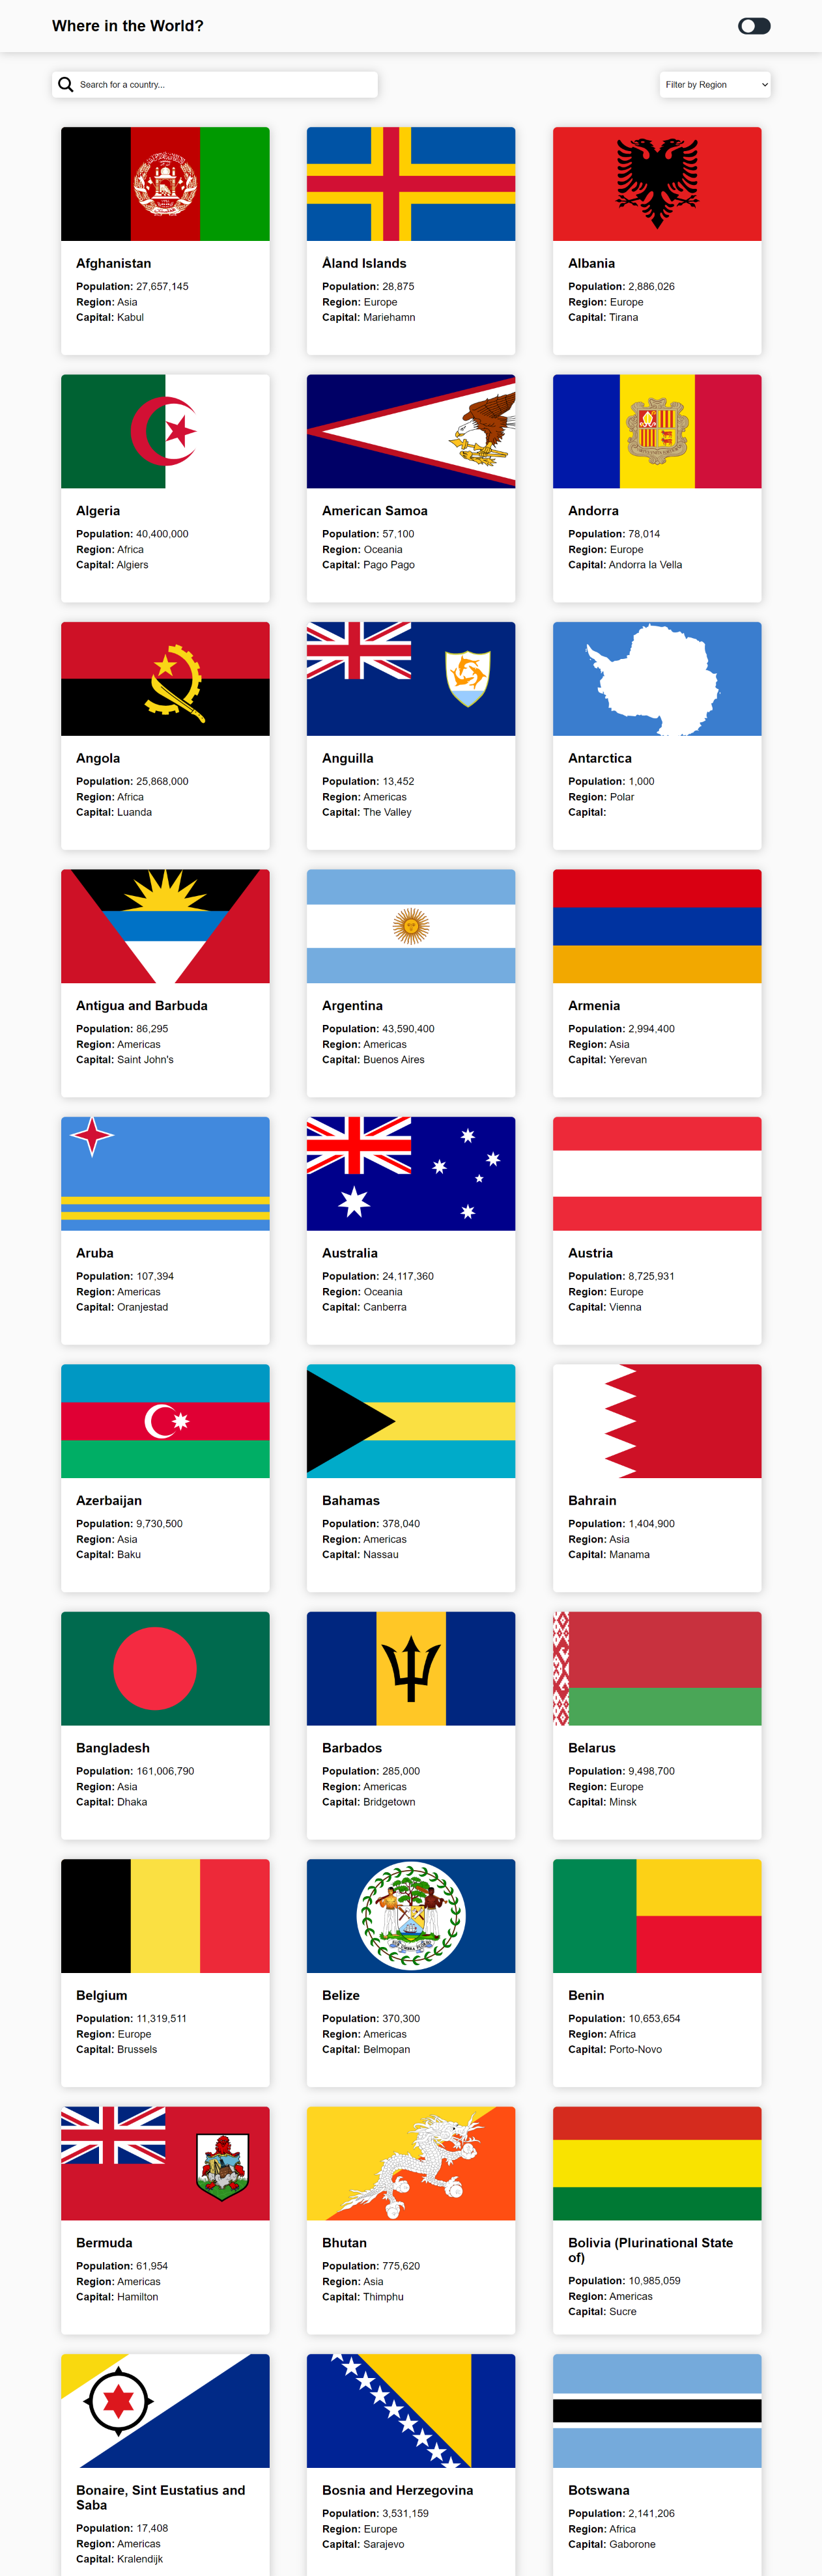 Where in the World?
Search for a country...
Filter by Region
Afghanistan
Population: 27,657,145
Region: Asia
Capital: Kabul
Åland Islands
Population: 28,875
Region: Europe
Capital: Mariehamn
Albania
Population: 2,886,026
Region: Europe
Capital: Tirana
Algeria
Population: 40,400,000
Region: Africa
Capital: Algiers
American Samoa
Population: 57,100
Region: Oceania
Capital: Pago Pago
Andorra
Population: 78,014
Region: Europe
Capital: Andorra la Vella
Angola
Population: 25,868,000
Region: Africa
Capital: Luanda
Anguilla
Population: 13,452
Region: Americas
Capital: The Valley
Antarctica
Population: 1,000
Region: Polar
Capital:
Antigua and Barbuda
Population: 86,295
Region: Americas
Capital: Saint John's
Argentina
Population: 43,590,400
Region: Americas
Capital: Buenos Aires
Armenia
Population: 2,994,400
Region: Asia
Capital: Yerevan
Aruba
Population: 107,394
Region: Americas
Capital: Oranjestad
Australia
Population: 24,117,360
Region: Oceania
Capital: Canberra
Austria
Population: 8,725,931
Region: Europe
Capital: Vienna
Azerbaijan
Population: 9,730,500
Region: Asia
Capital: Baku
Bahamas
Population: 378,040
Region: Americas
Capital: Nassau
Bahrain
Population: 1,404,900
Region: Asia
Capital: Manama
Bangladesh
Population: 161,006,790
Region: Asia
Capital: Dhaka
Barbados
Population: 285,000
Region: Americas
Capital: Bridgetown
Belarus
Population: 9,498,700
Region: Europe
Capital: Minsk
Belgium
Population: 11,319,511
Region: Europe
Capital: Brussels
Belize
Population: 370,300
Region: Americas
Capital: Belmopan
Benin
Population: 10,653,654
Region: Africa
Capital: Porto-Novo
Bermuda
Population: 61,954
Region: Americas
Capital: Hamilton
Bhutan
Population: 775,620
Region: Asia
Capital: Thimphu
Bolivia (Plurinational State
of)
Population: 10,985,059
Region: Americas
Capital: Sucre
Bonaire, Sint Eustatius and
Saba
Population: 17,408
Region: Americas
Capital: Kralendijk
Bosnia and Herzegovina
Population: 3,531,159
Region: Europe
Capital: Sarajevo
Botswana
Population: 2,141,206
Region: Africa
Capital: Gaborone